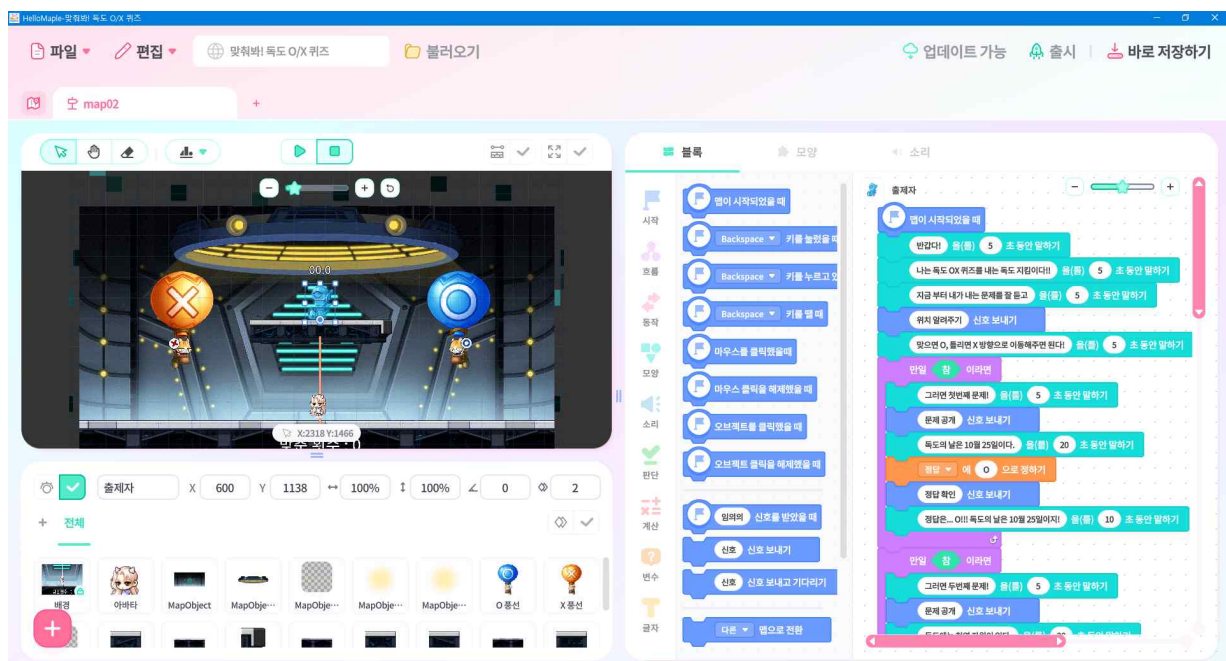 HelloMaple-맞춰봐! 독도 O/X 퀴즈
파일
편집
맞춰봐! 독도 O/X 퀴즈
불러오기
업데이트 가능
출시
바로 저장하기
map02
+
00:0
X:2318 Y:1466
맞춘 횟수 : 0
출제자
X 600
Y 1138
100%
100%
0
2
+ 전체
배경
아바타
MapObject
MapObje...
MapObje...
MapObje...
MapObje...
O 풍선
X 풍선
블록
모양
소리
시작
흐름
동작
모양
소리
판단
계산
변수
글자
맵이 시작되었을 때
Backspace 키를 눌렀을
Backspace 키를 누르고
Backspace 키를 뗄 때
마우스를 클릭했을때
마우스 클릭을 해제했을 때
오브젝트를 클릭했을 때
오브젝트 클릭을 해제했을 때
임의의 신호를 받았을 때
신호 신호 보내기
신호 신호 보내고 기다리기
다른 맵으로 전환
출제자
맵이 시작되었을 때
반갑다! 을(를) 5 초 동안 말하기
나는 독도 OX 퀴즈를 내는 독도 지킴이다!! 을(를) 5 초 동안 말하기
지금 부터 내가 내는 문제를 잘 듣고 을(를) 5 초 동안 말하기
위치 알려주기 신호 보내기
맞으면 O, 틀리면 X 방향으로 이동해주면 된다! 을(를) 5 초 동안 말하기
만일 참 이라면
그러면 첫번째 문제! 을(를) 5 초 동안 말하기
문제 공개 신호 보내기
독도의 날은 10월 25일이다. 을(를) 20 초 동안 말하기
정답 에 O 으로 정하기
정답 확인 신호 보내기
정답은... O!!! 독도의 날은 10월 25일이지! 을(를) 10 초 동안 말하기
만일 참 이라면
그러면 두번째 문제! 을(를) 5 초 동안 말하기
문제 공개 신호 보내기